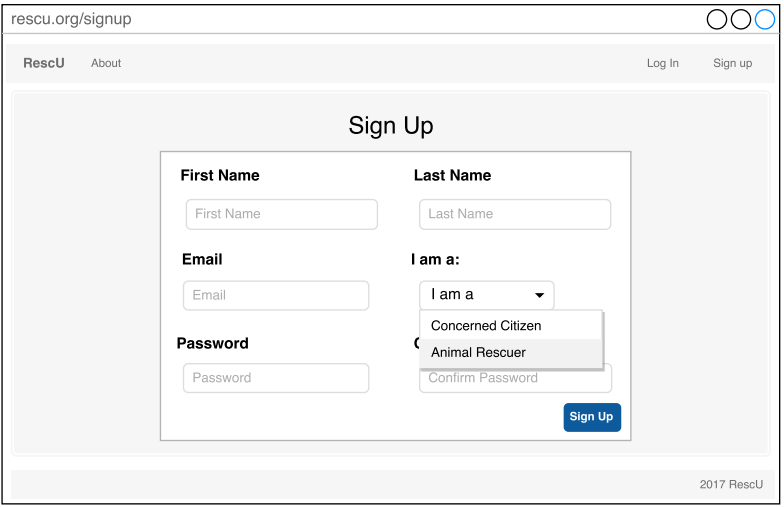 rescu.org/signup
RescU About Log In Sign up
Sign Up
First Name Last Name
First Name Last Name
Email I am a:
Email I am a
Concerned Citizen
Password
Animal Rescuer
Password Confirm Password
Sign Up
2017 RescU